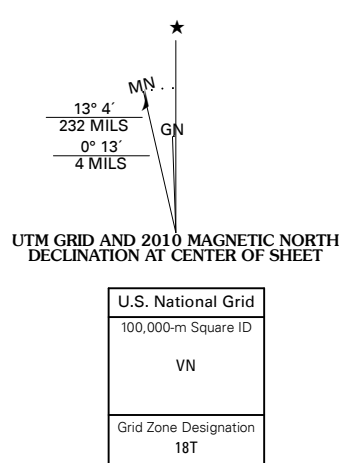 ★
MN
13° 4´
232 MILS
GN
0° 13´
4 MILS
UTM GRID AND 2010 MAGNETIC NORTH
DECLINATION AT CENTER OF SHEET
U.S. National Grid
100,000-m Square ID
VN
Grid Zone Designation
18T